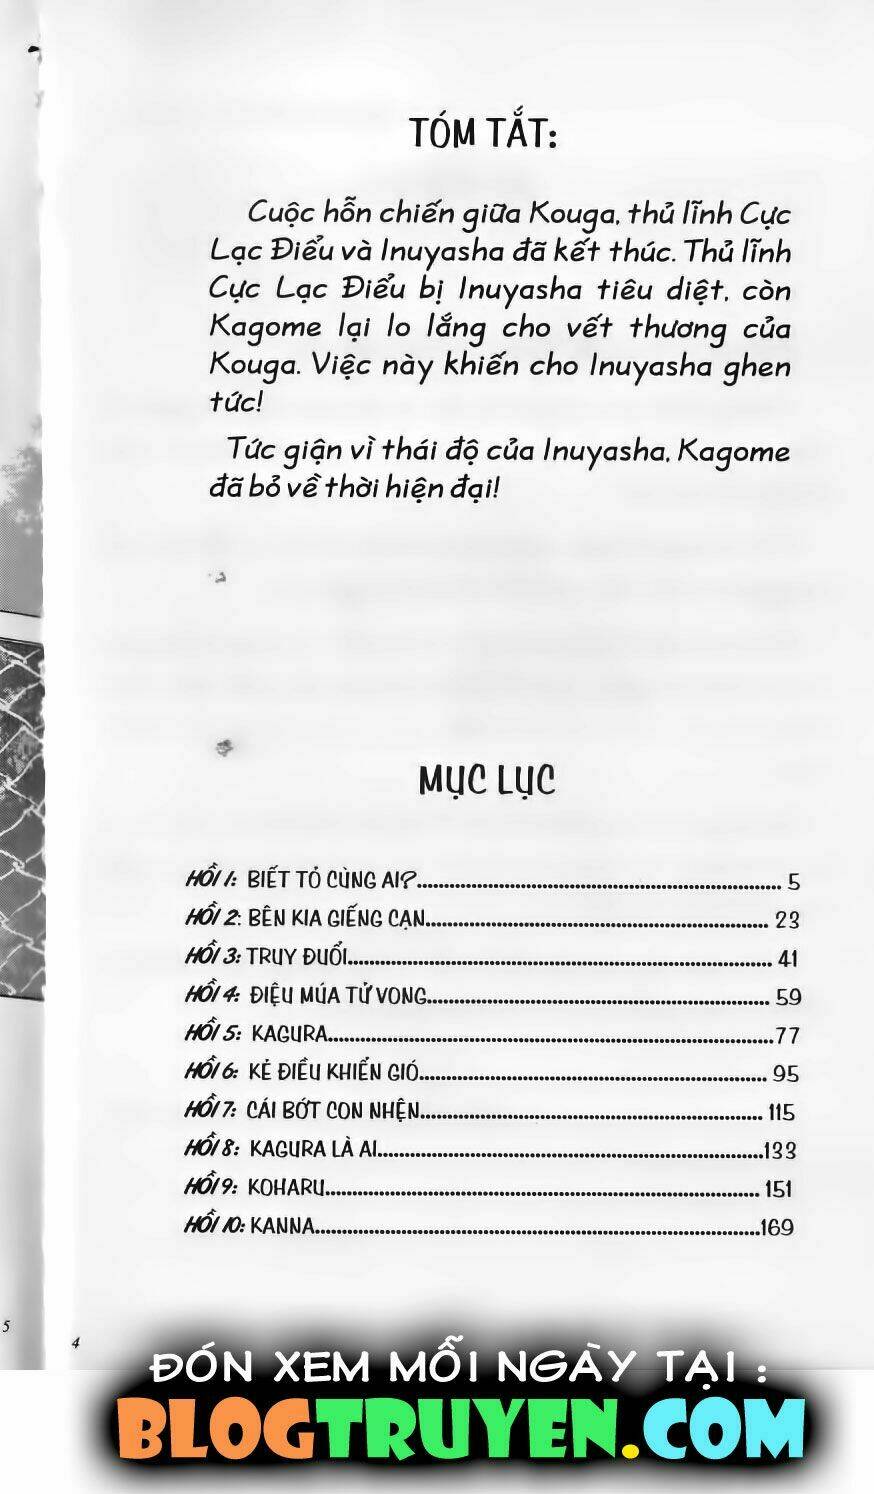 TÓM TẮT:
Cuộc hỗn chiến giữa Kouga, thủ lĩnh Cực
Lạc Điểu và Inuyasha đã kết thúc. Thủ lĩnh
Cực Lạc Điểu bị Inuyasha tiêu diệt, còn
Kagome lại lo lắng cho vết thương của
Kouga. Việc này khiến cho Inuyasha ghen
tức!
Tức giận vì thái độ của Inuyasha, Kagome
đã bỏ về thời hiện đại!
MỤC LỤC
HỒI 1: BIẾT TỎ CÙNG AI?.......... 5
HỒI 2: BÊN KIA GIẾNG CẠN.......... 23
HỒI 3: TRUY ĐUỔI.......... 41
HỒI 4: ĐIỆU MÚA TỬ VONG.......... 59
HỒI 5: KAGURA..........77
HỒI 6: KẺ ĐIỀU KHIỂN GIÓ.......... 95
HỒI 7: CÁI BỚT CON NHỆN.......... 115
HỒI 8: KAGURA LÀ AI..........133
HỒI 9: KOHARU.......... 151
HỒI 10: KANNA..........169
5
4
ĐÓN XEM MỖI NGÀY TẠI :
BLOGTRUYEN.COM